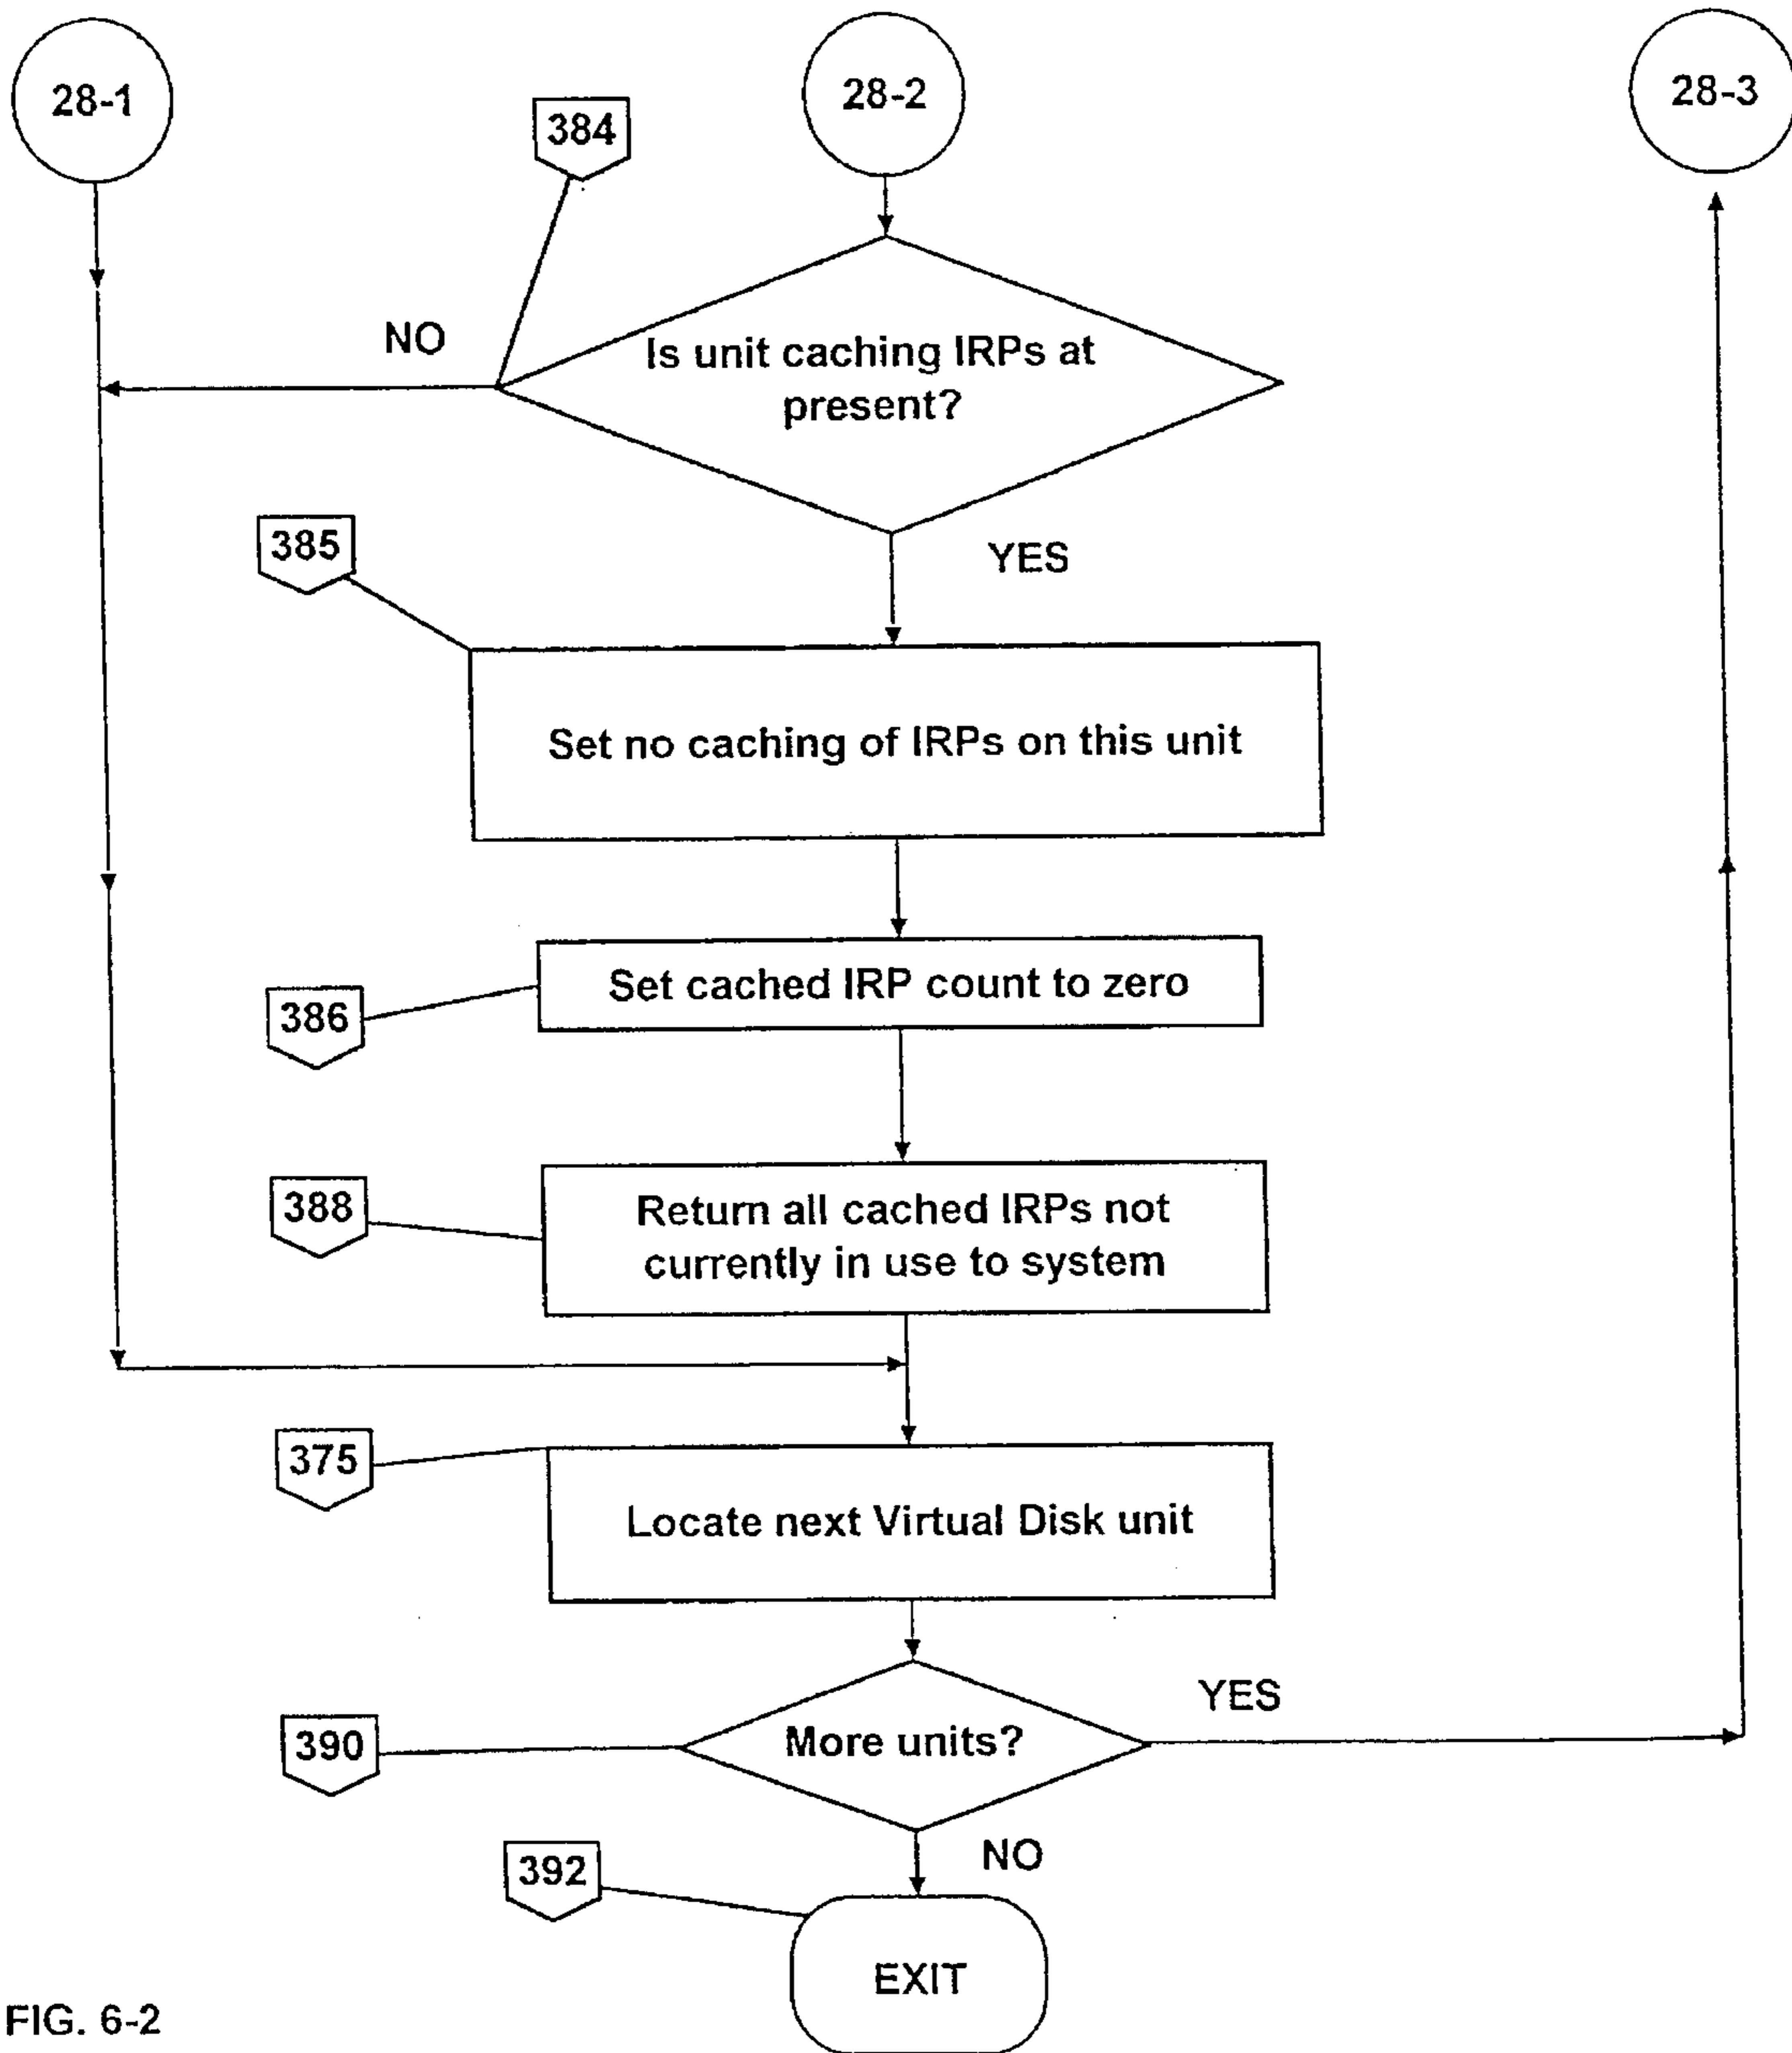 28-1
28-2
28-3
384
NO
Is unit caching IRPs at
present?
YES
385
Set no caching of IRPs on this unit
386
Set cached IRP count to zero
388
Return all cached IRPs not
currently in use to system
375
Locate next Virtual Disk unit
390
More units?
YES
NO
392
EXIT
FIG. 6-2